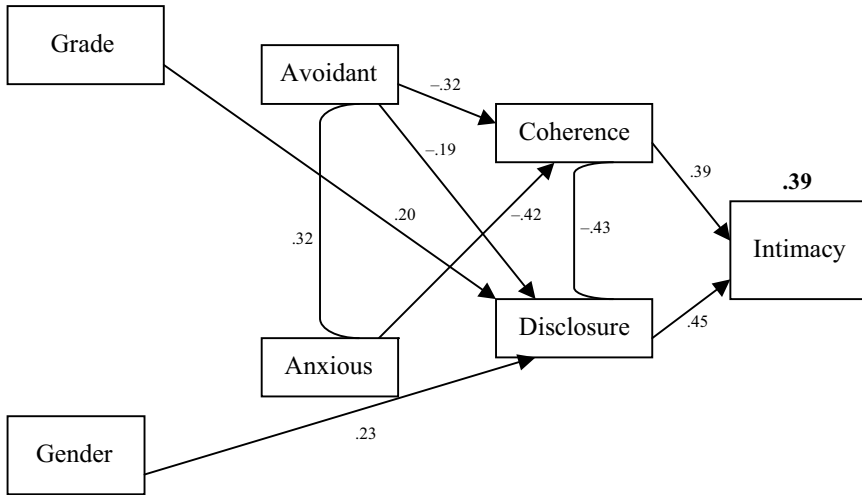 Grade
Avoidant
–.32
Coherence
–.19
.39
.39
.20
–.42
.32
–.43
Intimacy
Disclosure
.45
Anxious
.23
Gender